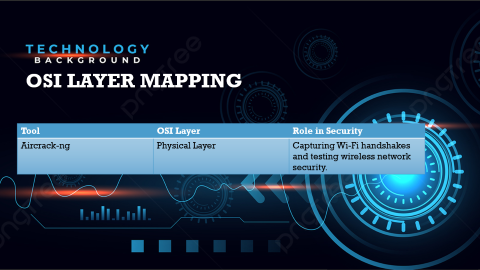 TECHNOLOGY
BACKGROUND
OSI LAYER MAPPING
Tool OSI Layer Role in Security
Aircrack-ng Physical Layer Capturing Wi-Fi handshakes
and testing wireless network
security.